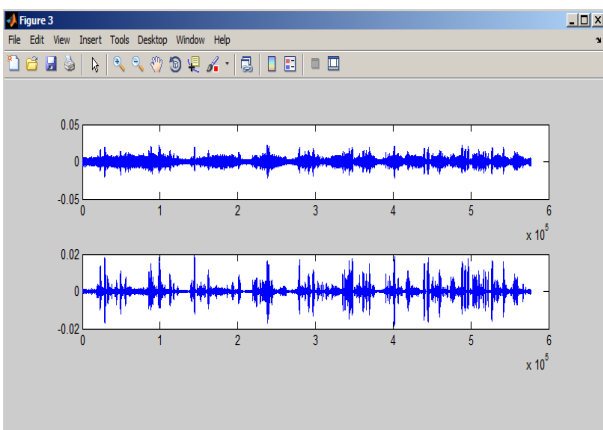 Figure 3
File Edit View Insert Tools Desktop Window Help
0.05
0
-0.05
0 1 2 3 4 5 6
x 10^5
0.02
0
-0.02
0 1 2 3 4 5 6
x 10^5